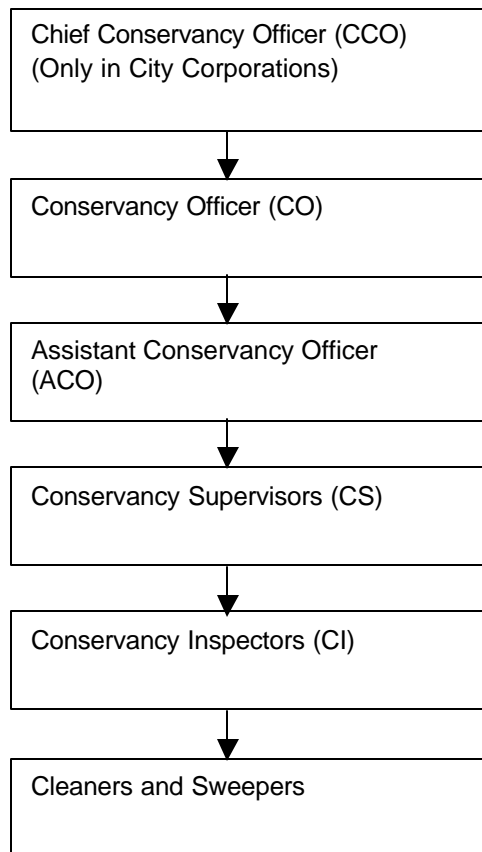 Chief Conservancy Officer (CCO)
(Only in City Corporations)
Conservancy Officer (CO)
Assistant Conservancy Officer
(ACO)
Conservancy Supervisors (CS)
Conservancy Inspectors (CI)
Cleaners and Sweepers